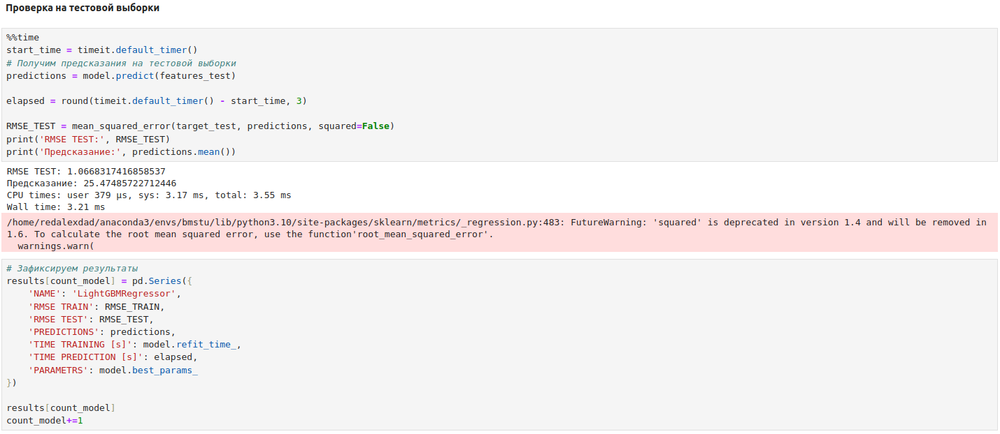 Проверка на тестовой выборки
%%time
start_time = timeit.default_timer()
# Получим предсказания на тестовой выборки
predictions = model.predict(features_test)
elapsed = round(timeit.default_timer() - start_time, 3)
RMSE_TEST = mean_squared_error(target_test, predictions, squared=False)
print('RMSE TEST:', RMSE_TEST)
print('Предсказание:', predictions.mean())
RMSE TEST: 1.0668317416858537
Предсказание: 25.47485722712446
CPU times: user 379 µs, sys: 3.17 ms, total: 3.55 ms
Wall time: 3.21 ms
/home/redalexdad/anaconda3/envs/bmstu/lib/python3.10/site-packages/sklearn/metrics/_regression.py:483: FutureWarning: 'squared' is deprecated in version 1.4 and will be removed in
1.6. To calculate the root mean squared error, use the function'root_mean_squared_error'.
  warnings.warn(
# Зафиксируем результаты
results[count_model] = pd.Series({
    'NAME': 'LightGBMRegressor',
    'RMSE TRAIN': RMSE_TRAIN,
    'RMSE TEST': RMSE_TEST,
    'PREDICTIONS': predictions,
    'TIME TRAINING [s]': model.refit_time_,
    'TIME PREDICTION [s]': elapsed,
    'PARAMETRS': model.best_params_
})
results[count_model]
count_model+=1